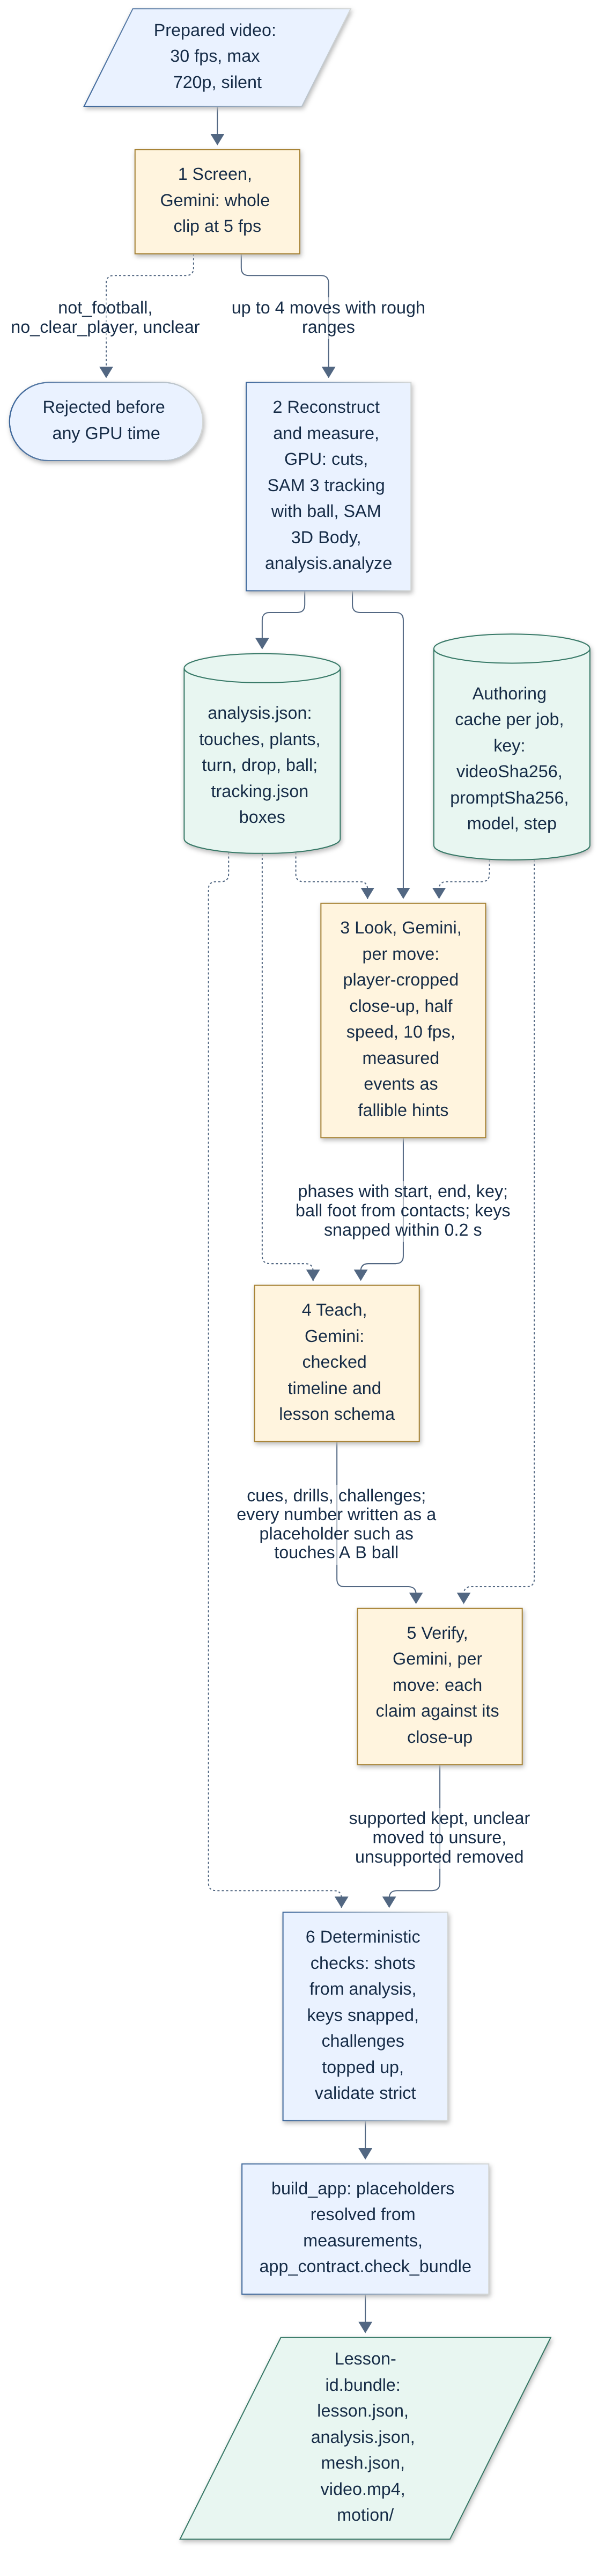 Prepared video:
30 fps, max
720p, silent
1 Screen,
Gemini: whole
clip at 5 fps
not_football,
no_clear_player, unclear
up to 4 moves with rough
ranges
Rejected before
any GPU time
2 Reconstruct
and measure,
GPU: cuts,
SAM 3 tracking
with ball, SAM
3D Body,
analysis.analyze
analysis.json:
touches, plants,
turn, drop, ball;
tracking.json
boxes
Authoring
cache per job,
key:
videoSha256,
promptSha256,
model, step
3 Look, Gemini,
per move:
player-cropped
close-up, half
speed, 10 fps,
measured
events as
fallible hints
phases with start, end, key;
ball foot from contacts; keys
snapped within 0.2 s
4 Teach,
Gemini:
checked
timeline and
lesson schema
cues, drills, challenges;
every number written as a
placeholder such as
touches A B ball
5 Verify,
Gemini, per
move: each
claim against its
close-up
supported kept, unclear
moved to unsure,
unsupported removed
6 Deterministic
checks: shots
from analysis,
keys snapped,
challenges
topped up,
validate strict
build_app: placeholders
resolved from
measurements,
app_contract.check_bundle
Lesson-
id.bundle:
lesson.json,
analysis.json,
mesh.json,
video.mp4,
motion/